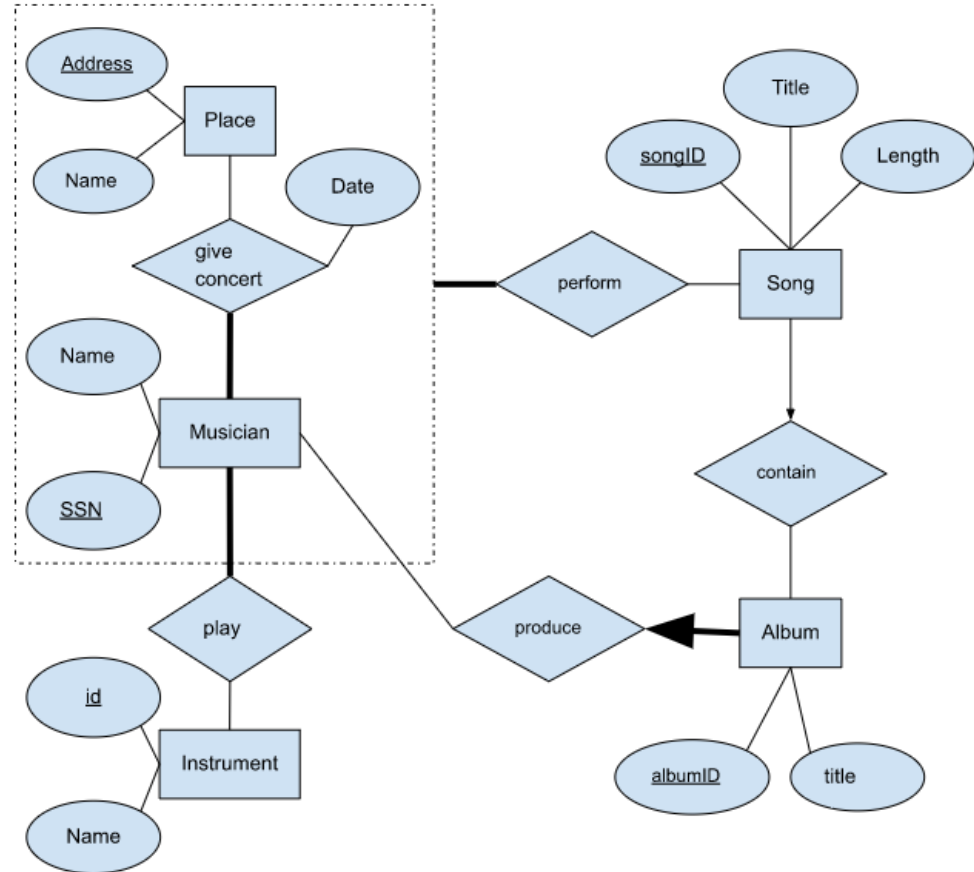 Address
Place
Name
Date
give
concert
Name
Musician
SSN
play
id
Instrument
Name
Title
songID
Length
perform
Song
contain
produce
Album
albumID
title